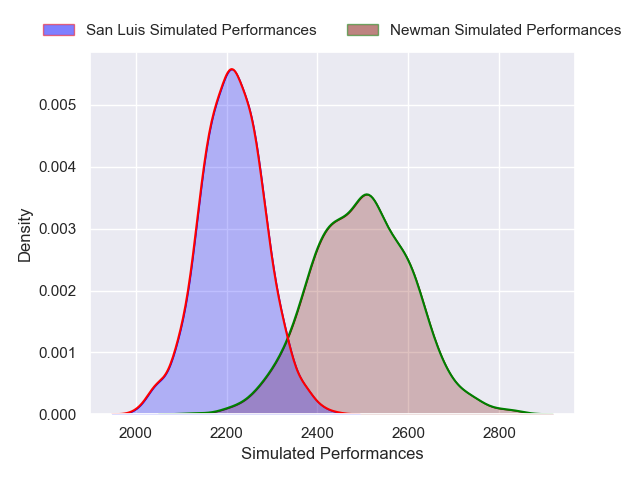 San Luis Simulated Performances Newman Simulated Performances
Density
0.005
0.004
0.003
0.002
0.001
0.000
2000 2200 2400 2600 2800
Simulated Performances